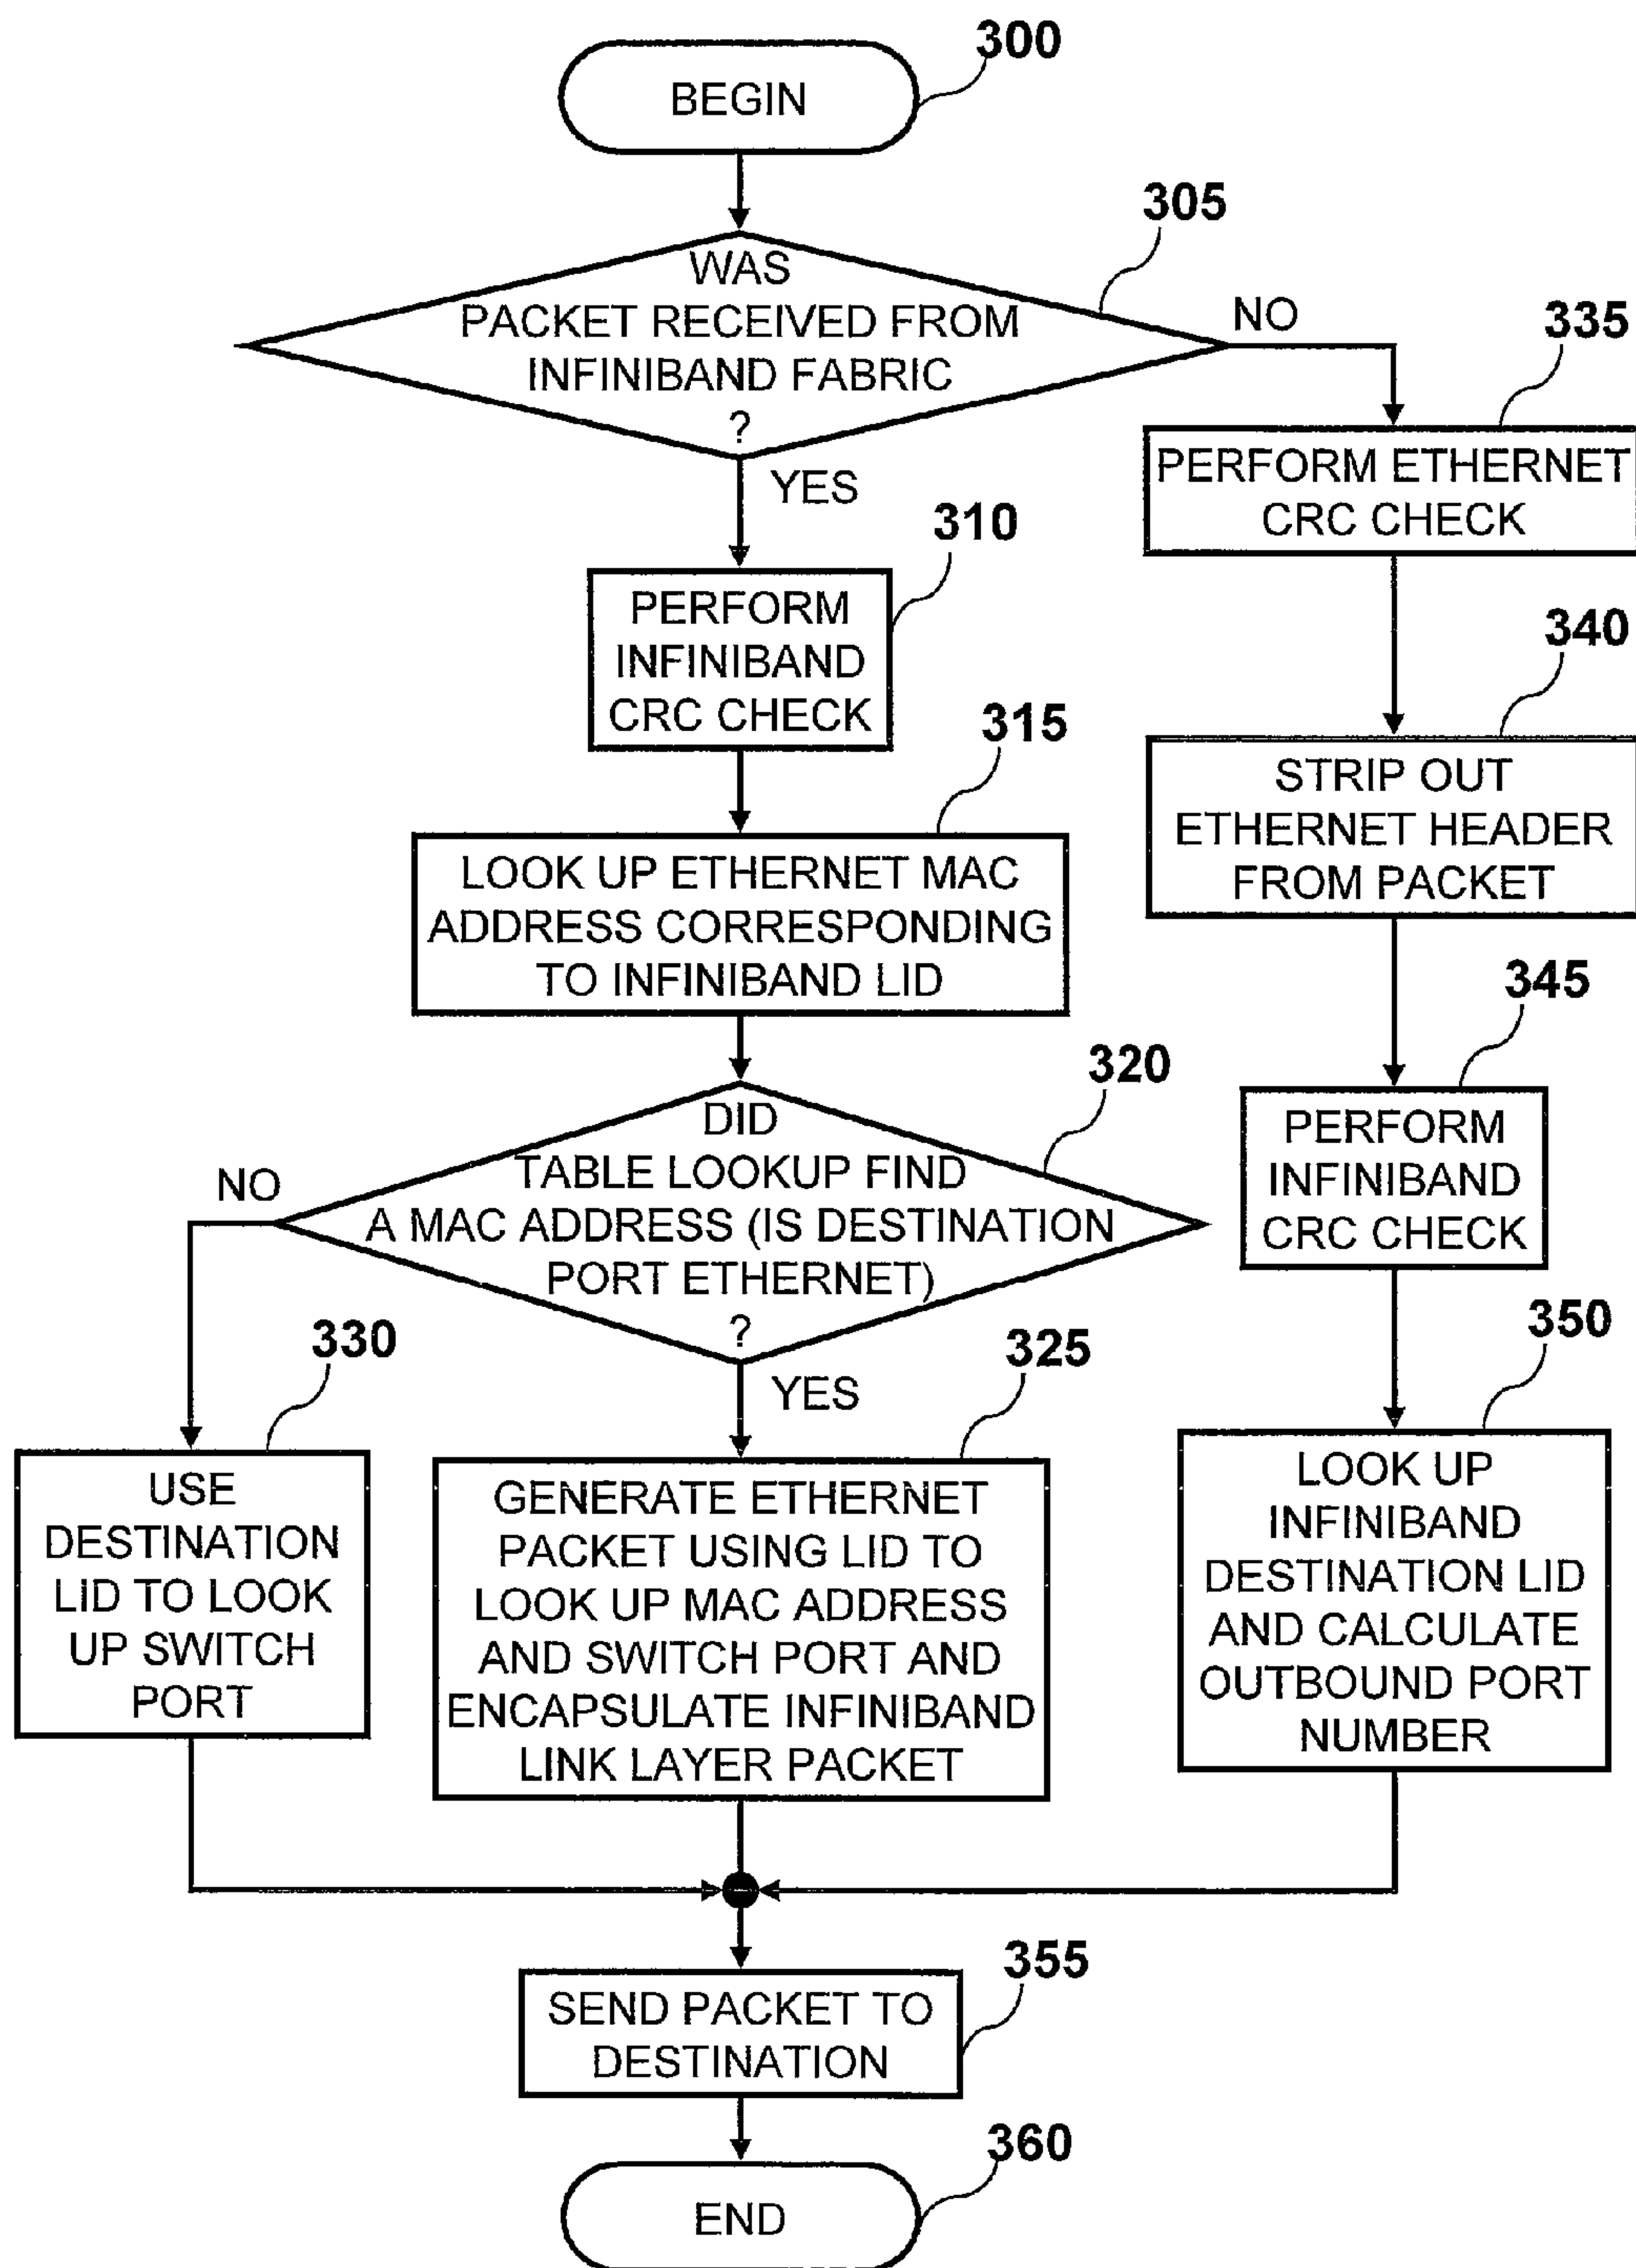 300
BEGIN
305
WAS
PACKET RECEIVED FROM
INFINIBAND FABRIC
?
NO
YES
335
PERFORM ETHERNET
CRC CHECK
310
PERFORM
INFINIBAND
CRC CHECK
340
STRIP OUT
ETHERNET HEADER
FROM PACKET
315
LOOK UP ETHERNET MAC
ADDRESS CORRESPONDING
TO INFINIBAND LID
345
PERFORM
INFINIBAND
CRC CHECK
320
DID
TABLE LOOKUP FIND
A MAC ADDRESS (IS DESTINATION
PORT ETHERNET)
?
NO
YES
330
USE
DESTINATION
LID TO LOOK
UP SWITCH
PORT
325
GENERATE ETHERNET
PACKET USING LID TO
LOOK UP MAC ADDRESS
AND SWITCH PORT AND
ENCAPSULATE INFINIBAND
LINK LAYER PACKET
350
LOOK UP
INFINIBAND
DESTINATION LID
AND CALCULATE
OUTBOUND PORT
NUMBER
355
SEND PACKET TO
DESTINATION
360
END